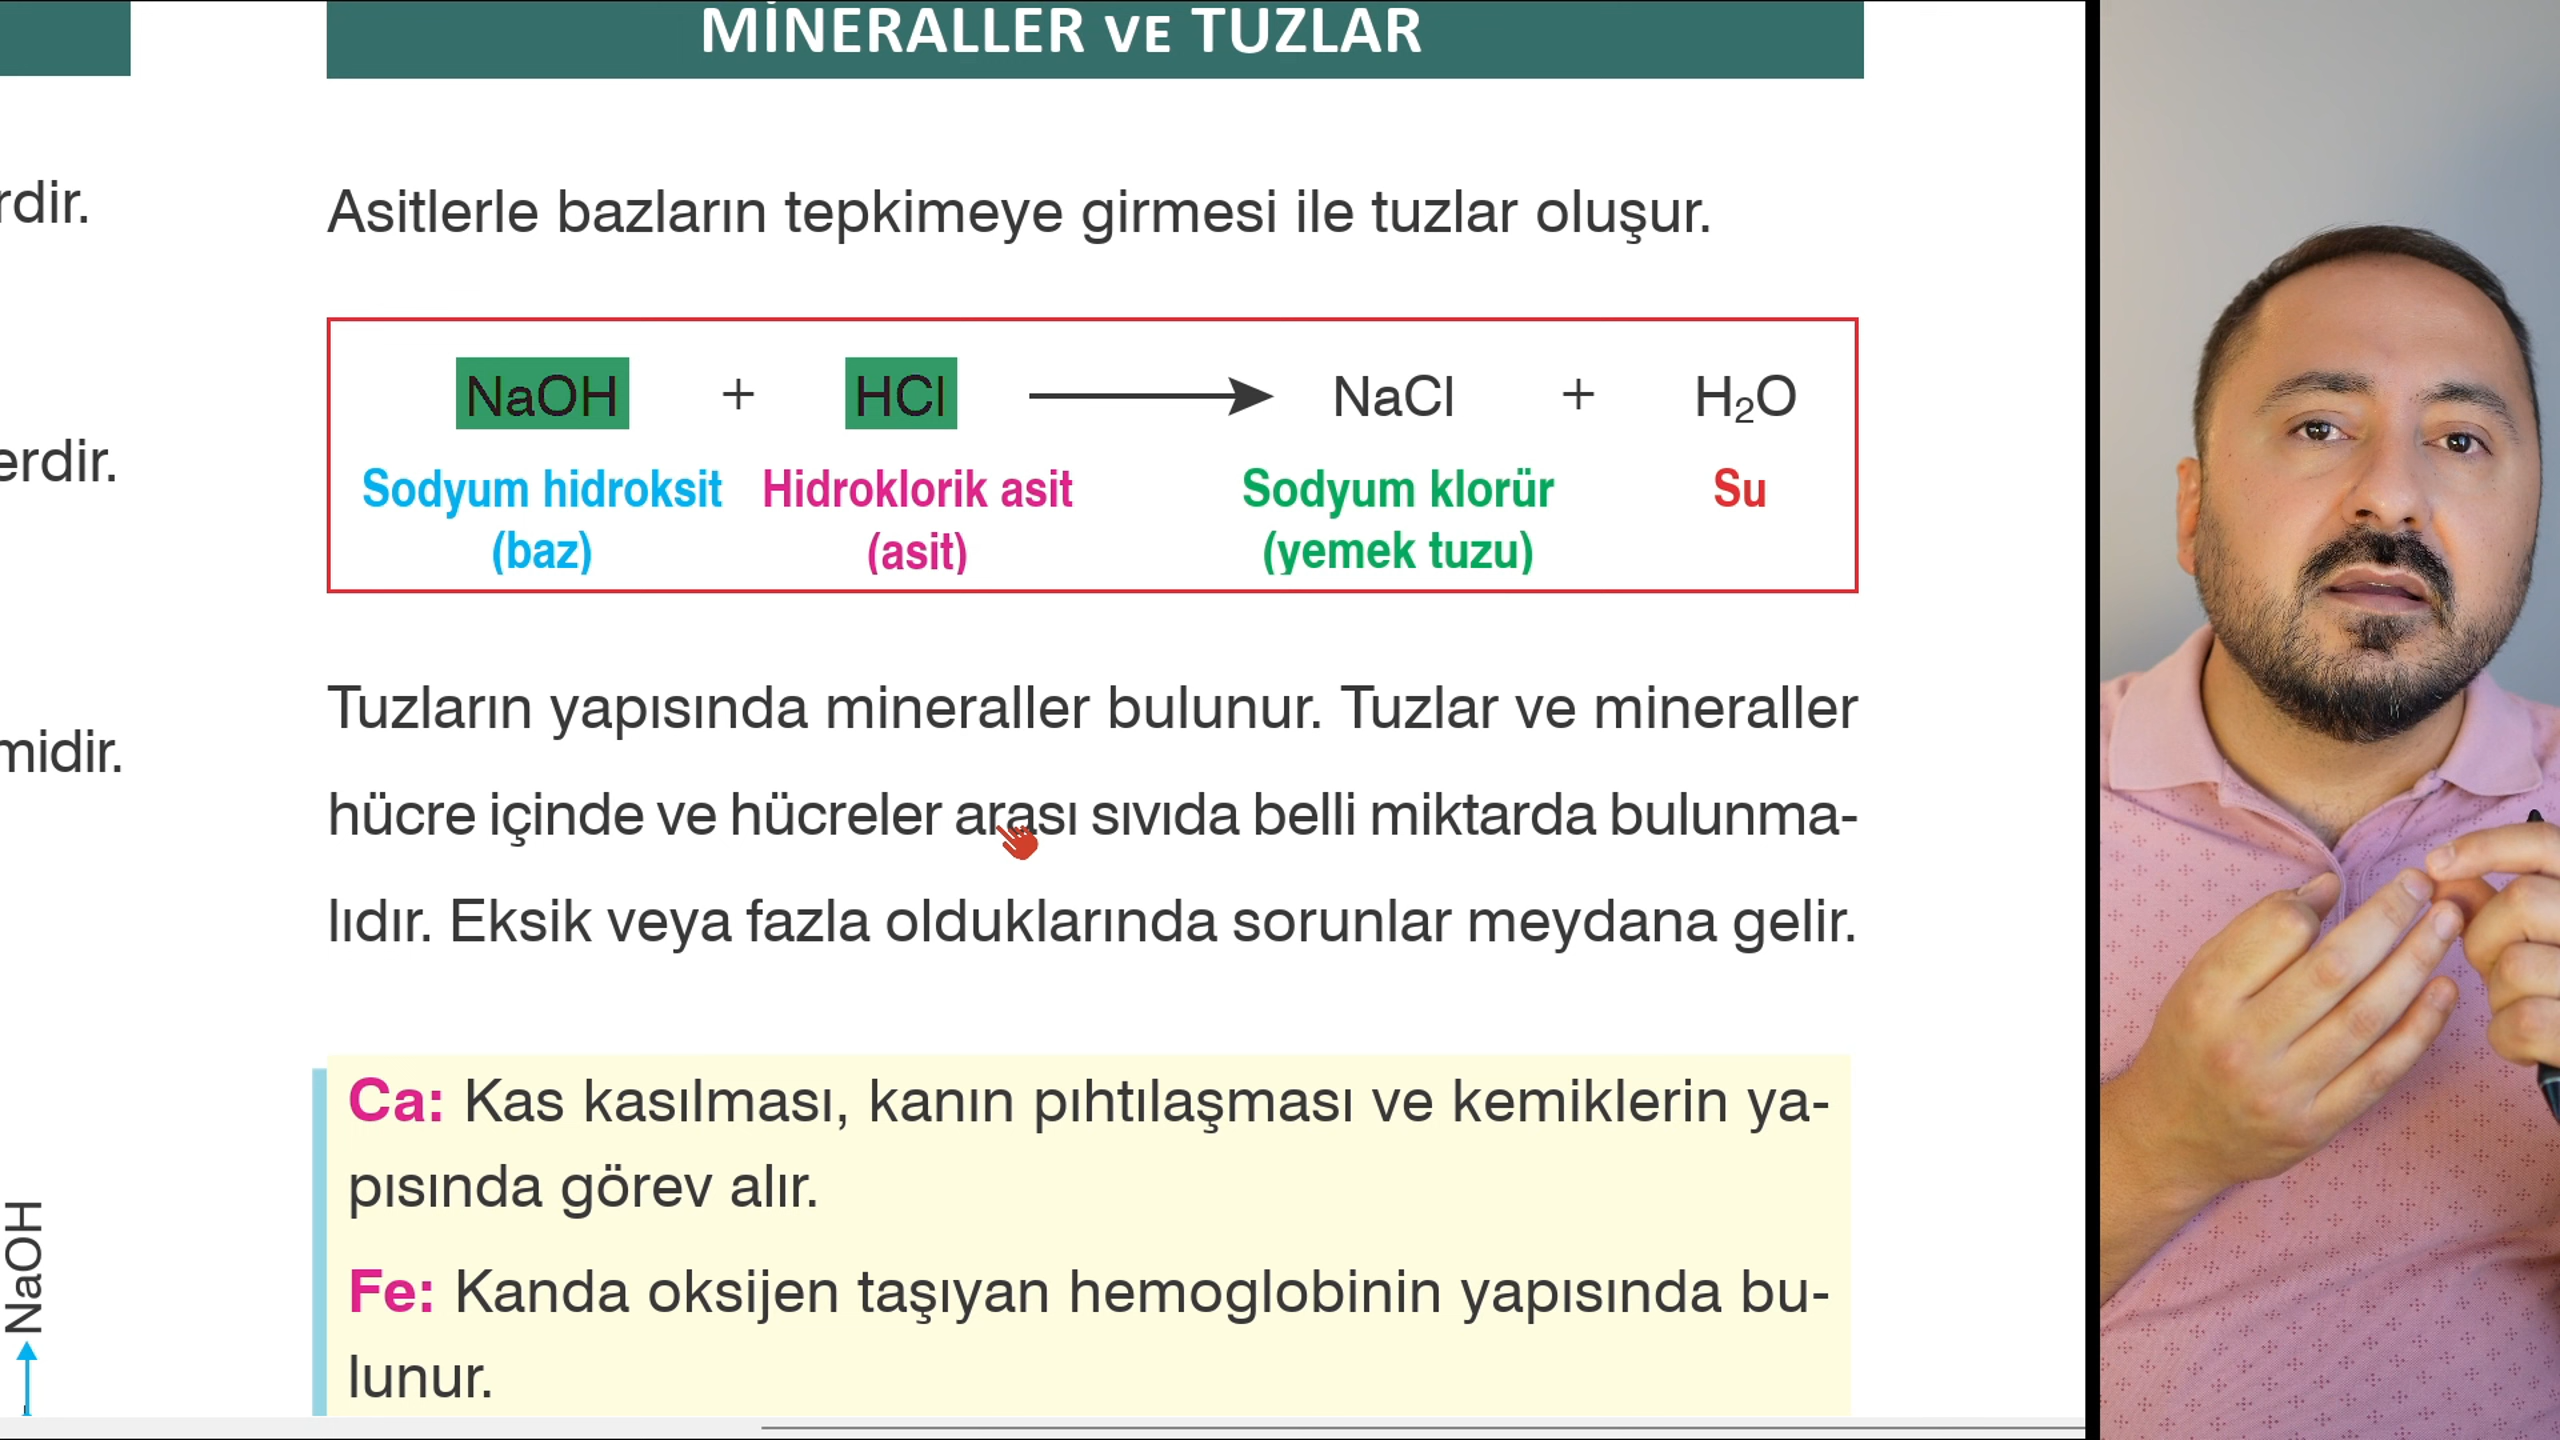 MİNERALLER VE TUZLAR
rdir.
erdir.
midir.
NaOH
Asitlerle bazların tepkimeye girmesi ile tuzlar oluşur.
NaOH + HCl → NaCl + H₂O
Sodyum hidroksit Hidroklorik asit Sodyum klorür Su
(baz) (asit) (yemek tuzu)
Tuzların yapısında mineraller bulunur. Tuzlar ve mineraller
hücre içinde ve hücreler arası sıvıda belli miktarda bulunma-
lıdır. Eksik veya fazla olduklarında sorunlar meydana gelir.
Ca: Kas kasılması, kanın pıhtılaşması ve kemiklerin ya-
pısında görev alır.
Fe: Kanda oksijen taşıyan hemoglobinin yapısında bu-
lunur.